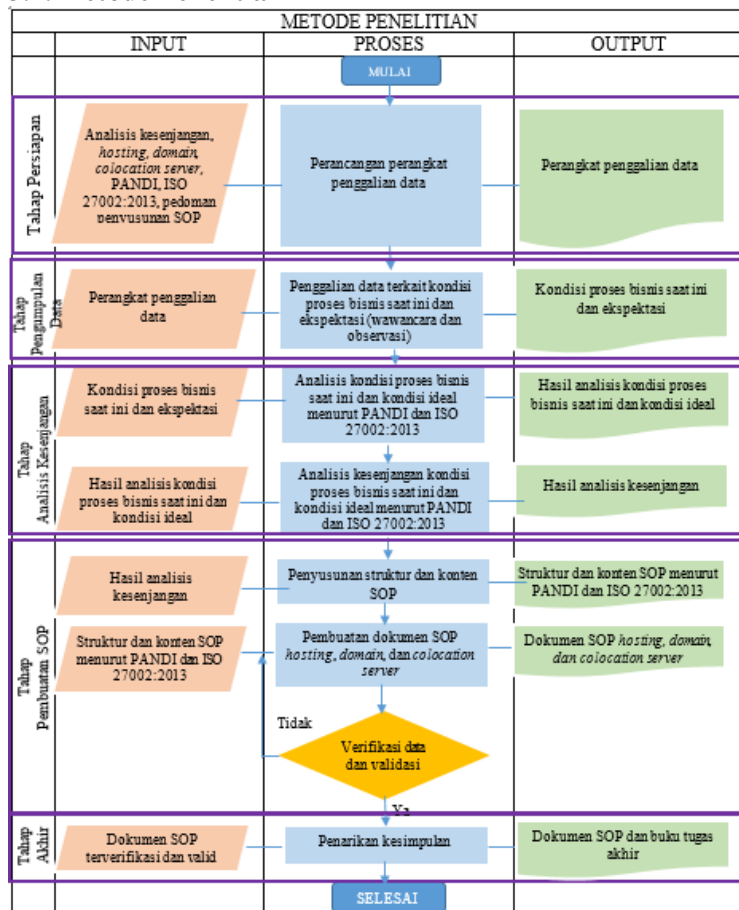 METODE PENELITIAN
INPUT
PROSES
OUTPUT
MULAI
Tahap Persiapan
Analisis kesenjangan,
hosting, domain,
colocation server,
PANDI, ISO
27002:2013, pedoman
penyusunan SOP
Perancangan perangkat
penggalian data
Perangkat penggalian data
Tahap
Pengumpulan
Data
Perangkat penggalian
data
Penggalian data terkait kondisi
proses bisnis saat ini dan
ekspektasi (wawancara dan
observasi)
Kondisi proses bisnis saat ini
dan ekspektasi
Tahap
Analisis Kesenjangan
Kondisi proses bisnis
saat ini dan ekspektasi
Analisis kondisi proses bisnis
saat ini dan kondisi ideal
menurut PANDI dan ISO
27002:2013
Hasil analisis kondisi proses
bisnis saat ini dan kondisi ideal
Hasil analisis kondisi
proses bisnis saat ini dan
kondisi ideal
Analisis kesenjangan kondisi
proses bisnis saat ini dan
kondisi ideal menurut PANDI
dan ISO 27002:2013
Hasil analisis kesenjangan
Tahap
Pembuatan SOP
Hasil analisis
kesenjangan
Penyusunan struktur dan konten
SOP
Struktur dan konten SOP menurut
PANDI dan ISO 27002:2013
Struktur dan konten SOP
menurut PANDI dan ISO
27002:2013
Pembuatan dokumen SOP
hosting, domain, dan colocation
server
Dokumen SOP hosting, domain,
dan colocation server
Tidak
Verifikasi data
dan validasi
Ya
Tahap
Akhir
Dokumen SOP
terverifikasi dan valid
Penarikan kesimpulan
Dokumen SOP dan buku tugas
akhir
SELESAI